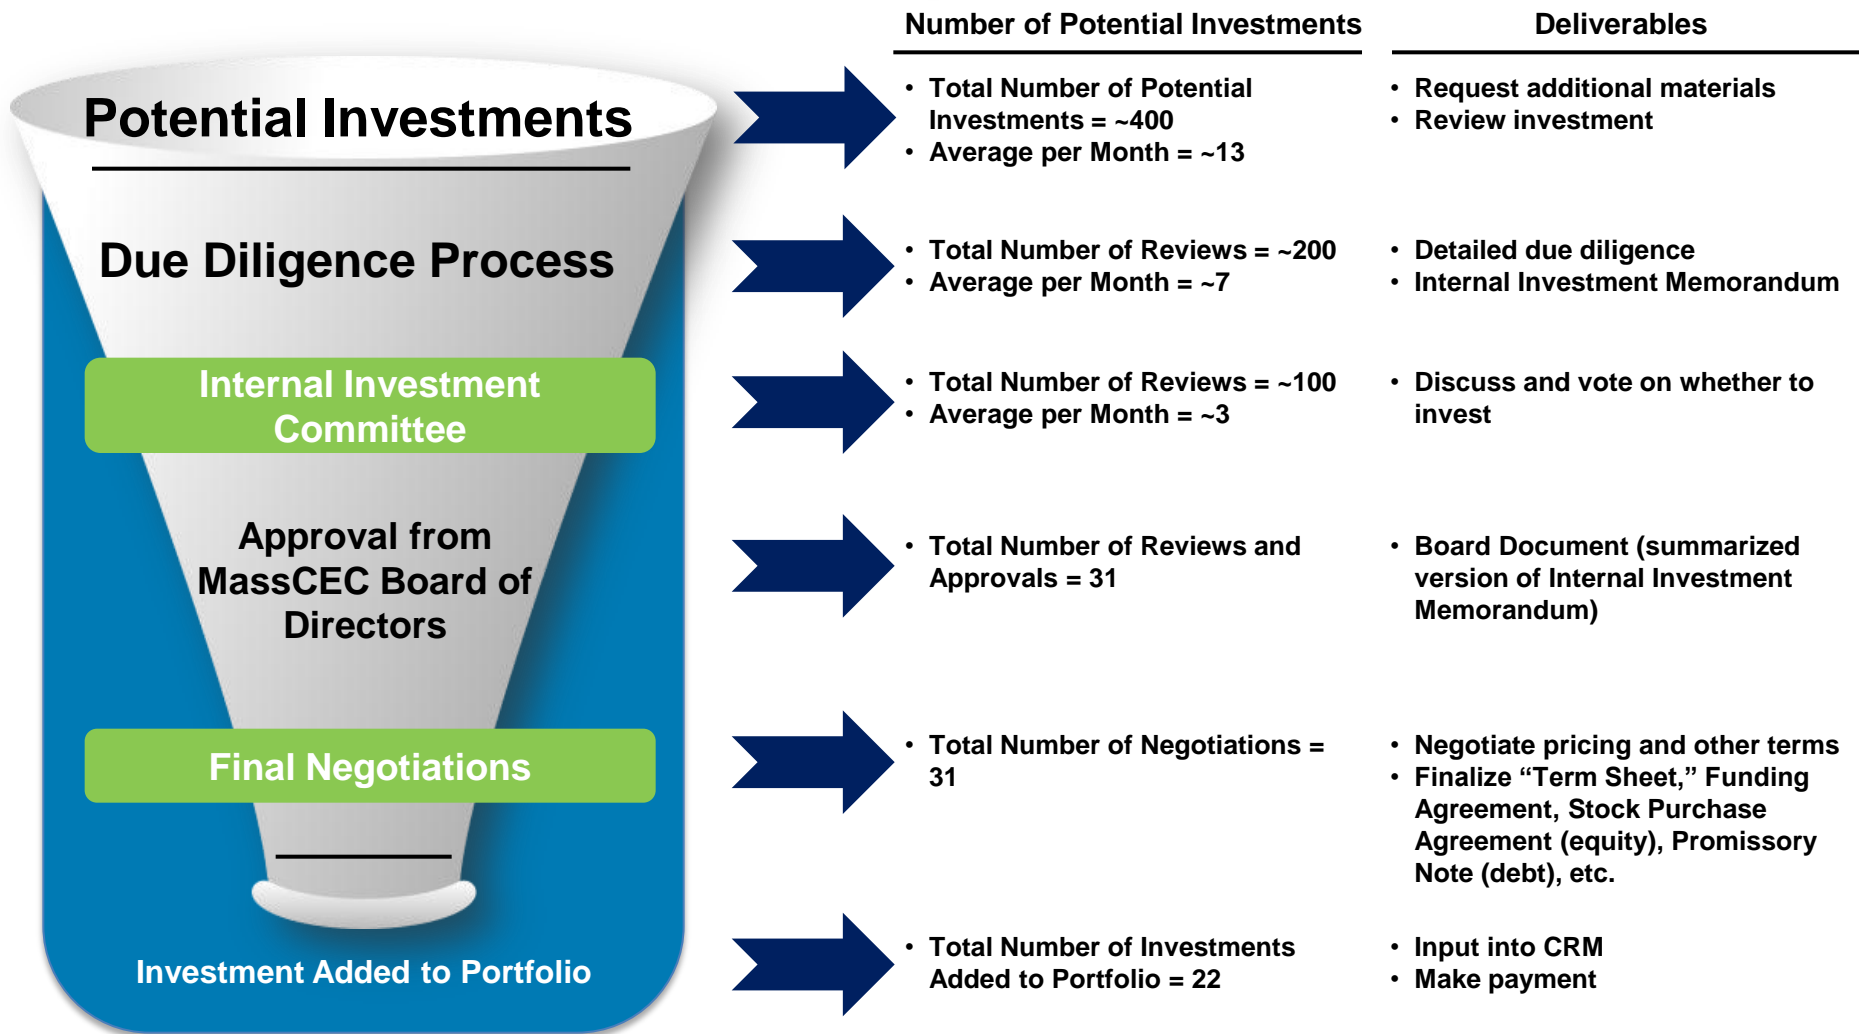 Number of Potential Investments
Deliverables
Potential Investments
• Total Number of Potential
Investments = ~400
• Average per Month = ~13
• Request additional materials
• Review investment
Due Diligence Process
• Total Number of Reviews = ~200
• Average per Month = ~7
• Detailed due diligence
• Internal Investment Memorandum
Internal Investment
Committee
• Total Number of Reviews = ~100
• Average per Month = ~3
• Discuss and vote on whether to
invest
Approval from
MassCEC Board of
Directors
• Total Number of Reviews and
Approvals = 31
• Board Document (summarized
version of Internal Investment
Memorandum)
Final Negotiations
• Total Number of Negotiations =
31
• Negotiate pricing and other terms
• Finalize “Term Sheet,” Funding
Agreement, Stock Purchase
Agreement (equity), Promissory
Note (debt), etc.
Investment Added to Portfolio
• Total Number of Investments
Added to Portfolio = 22
• Input into CRM
• Make payment